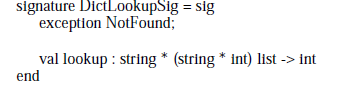 signature DictLookupSig = sig
exception NotFound;
val lookup : string * (string * int) list -> int
end